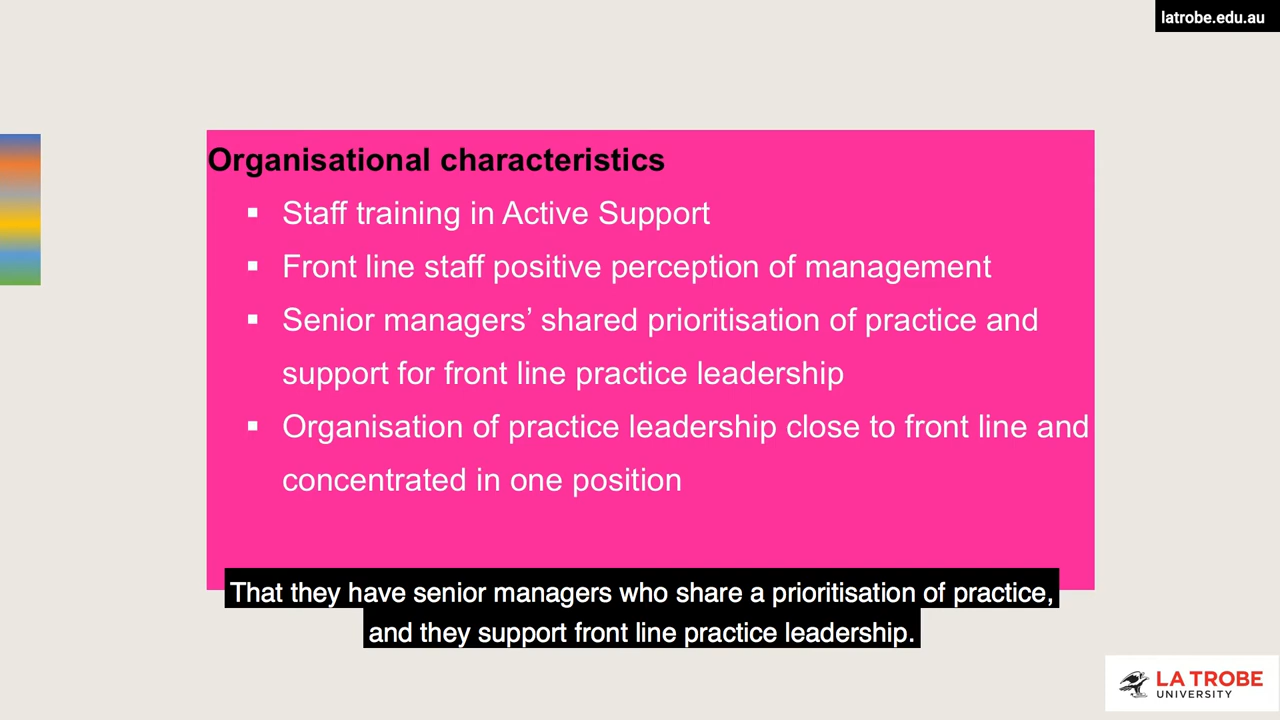 latrobe.edu.au
Organisational characteristics
▪ Staff training in Active Support
▪ Front line staff positive perception of management
▪ Senior managers’ shared prioritisation of practice and
support for front line practice leadership
▪ Organisation of practice leadership close to front line and
concentrated in one position
That they have senior managers who share a prioritisation of practice,
and they support front line practice leadership.
LA TROBE
UNIVERSITY